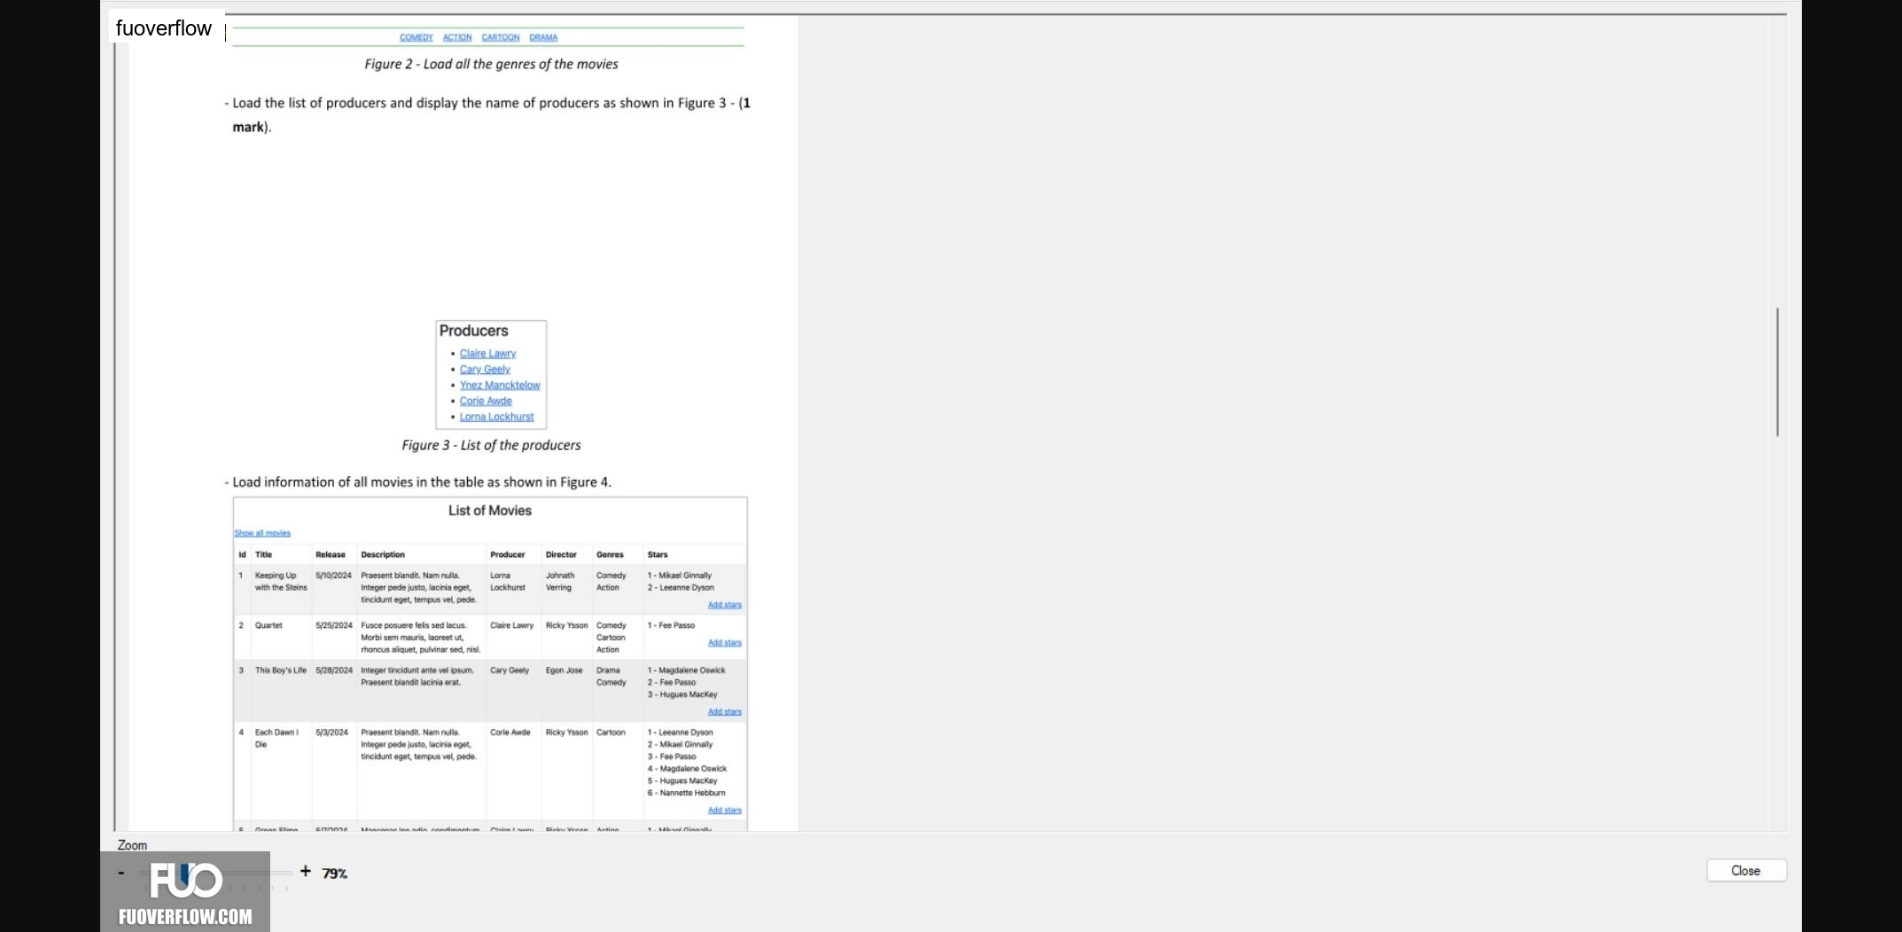 fuoverflow
COMEDY ACTION CARTOON DRAMA
Figure 2 - Load all the genres of the movies
- Load the list of producers and display the name of producers as shown in Figure 3 - (1
mark).
Producers
• Claire Lawry
• Cary Geely
• Ynez Mancktelow
• Corie Awde
• Lorna Lockhurst
Figure 3 - List of the producers
- Load information of all movies in the table as shown in Figure 4.
List of Movies
Show all movies
Id Title Release Description Producer Director Genres Stars
1 Keeping Up 5/10/2024 Praesent blandit. Nam nulla. Lorna Johnath Comedy 1 - Mikael Ginnally
with the Steins Integer pede justo, lacinia eget, Lockhurst Verring Action 2 - Leeanne Dyson
tincidunt eget, tempus vel, pede.
Add stars
2 Quartet 5/25/2024 Fusce posuere felis sed lacus. Claire Lawry Ricky Ysson Comedy 1 - Fee Passo
Morbi sem mauris, laoreet ut, Cartoon
Add stars
rhoncus aliquet, pulvinar sed, nisl. Action
3 This Boy's Life 5/28/2024 Integer tincidunt ante vel ipsum. Cary Geely Egon Jose Drama 1 - Magdalene Oswick
Praesent blandit lacinia erat. Comedy 2 - Fee Passo
3 - Hugues MacKey
Add stars
4 Each Dawn I 5/3/2024 Praesent blandit. Nam nulla. Corie Awde Ricky Ysson Cartoon 1 - Leeanne Dyson
Die Integer pede justo, lacinia eget, 2 - Mikael Ginnally
tincidunt eget, tempus vel, pede. 3 - Fee Passo
4 - Magdalene Oswick
5 - Hugues MacKey
6 - Nannette Hebburn
Add stars
Zoom
- + 79%
Close
FUO
FUOVERFLOW.COM